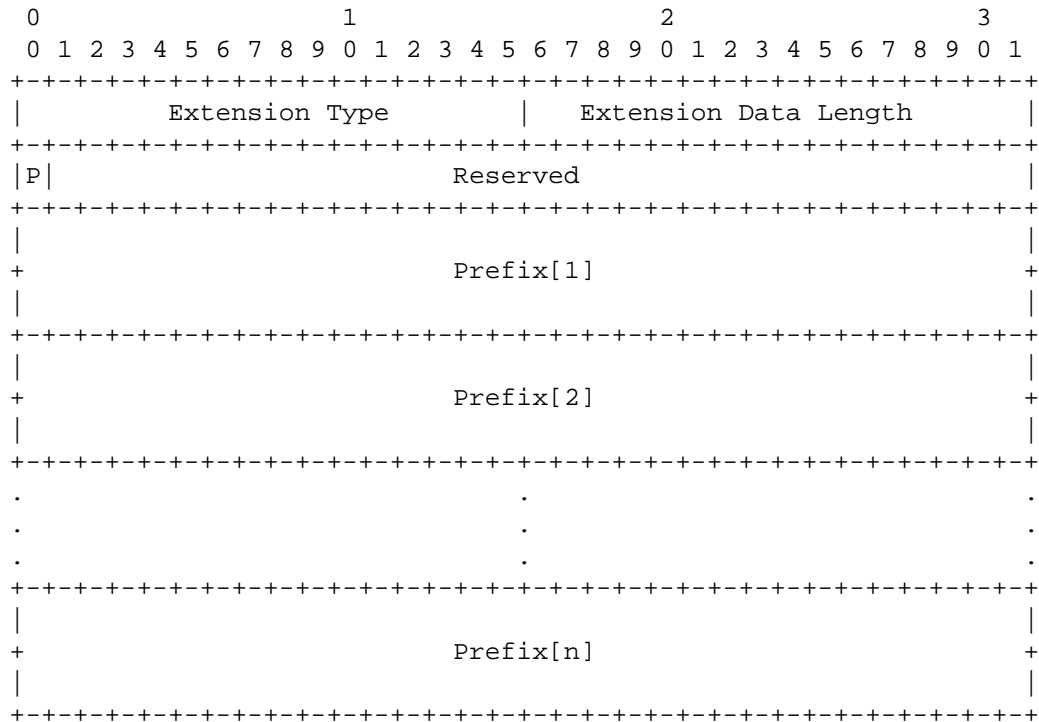 0                   1                   2                   3
 0 1 2 3 4 5 6 7 8 9 0 1 2 3 4 5 6 7 8 9 0 1 2 3 4 5 6 7 8 9 0 1
+-+-+-+-+-+-+-+-+-+-+-+-+-+-+-+-+-+-+-+-+-+-+-+-+-+-+-+-+-+-+-+-+
|         Extension Type        |   Extension Data Length       |
+-+-+-+-+-+-+-+-+-+-+-+-+-+-+-+-+-+-+-+-+-+-+-+-+-+-+-+-+-+-+-+-+
|P|                         Reserved                            |
+-+-+-+-+-+-+-+-+-+-+-+-+-+-+-+-+-+-+-+-+-+-+-+-+-+-+-+-+-+-+-+-+
|                                                               |
+                           Prefix[1]                           +
|                                                               |
+-+-+-+-+-+-+-+-+-+-+-+-+-+-+-+-+-+-+-+-+-+-+-+-+-+-+-+-+-+-+-+-+
|                                                               |
+                           Prefix[2]                           +
|                                                               |
+-+-+-+-+-+-+-+-+-+-+-+-+-+-+-+-+-+-+-+-+-+-+-+-+-+-+-+-+-+-+-+-+
.                               .                               .
.                               .                               .
.                               .                               .
+-+-+-+-+-+-+-+-+-+-+-+-+-+-+-+-+-+-+-+-+-+-+-+-+-+-+-+-+-+-+-+-+
|                                                               |
+                           Prefix[n]                           +
|                                                               |
+-+-+-+-+-+-+-+-+-+-+-+-+-+-+-+-+-+-+-+-+-+-+-+-+-+-+-+-+-+-+-+-+